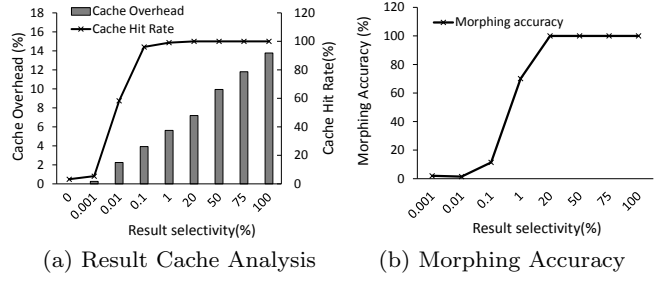 Cache Overhead
Cache Hit Rate
Cache Overhead (%)
18
16
14
12
10
8
6
4
2
0
120
100
80
60
40
20
0
Cache Hit Rate(%)
0 0.001 0.01 0.1 1 20 50 75 100
Result selectivity(%)
(a) Result Cache Analysis
Morphing accuracy
Morphing Accuracy (%)
120
100
80
60
40
20
0
0.001 0.01 0.1 1 20 50 75 100
Result selectivity(%)
(b) Morphing Accuracy